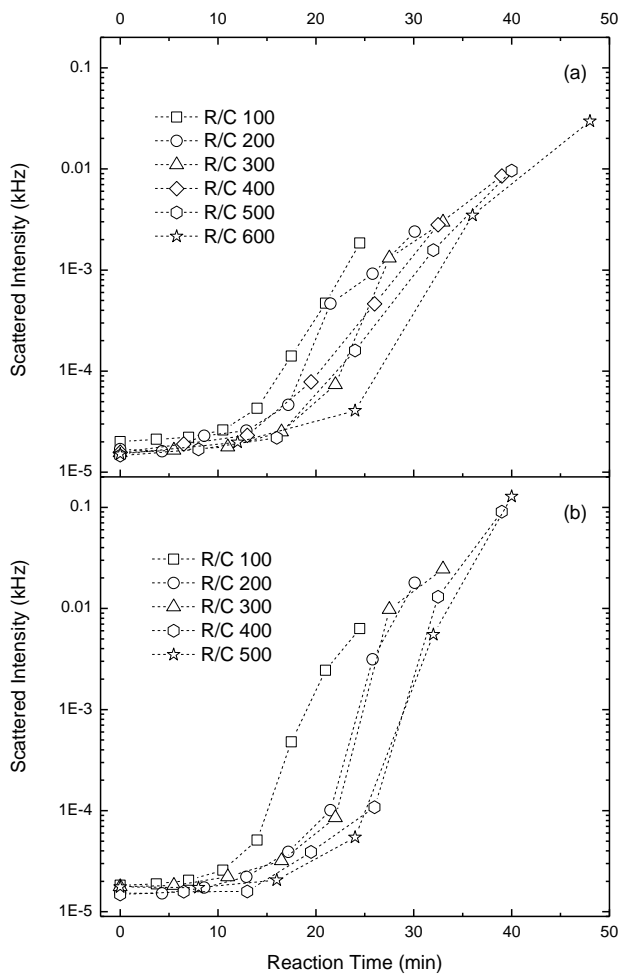 0 10 20 30 40 50
(a)
0.1
0.01
1E-3
1E-4
1E-5
Scattered Intensity (kHz)
R/C 100
R/C 200
R/C 300
R/C 400
R/C 500
R/C 600
(b)
0.1
0.01
1E-3
1E-4
1E-5
Scattered Intensity (kHz)
R/C 100
R/C 200
R/C 300
R/C 400
R/C 500
0 10 20 30 40 50
Reaction Time (min)